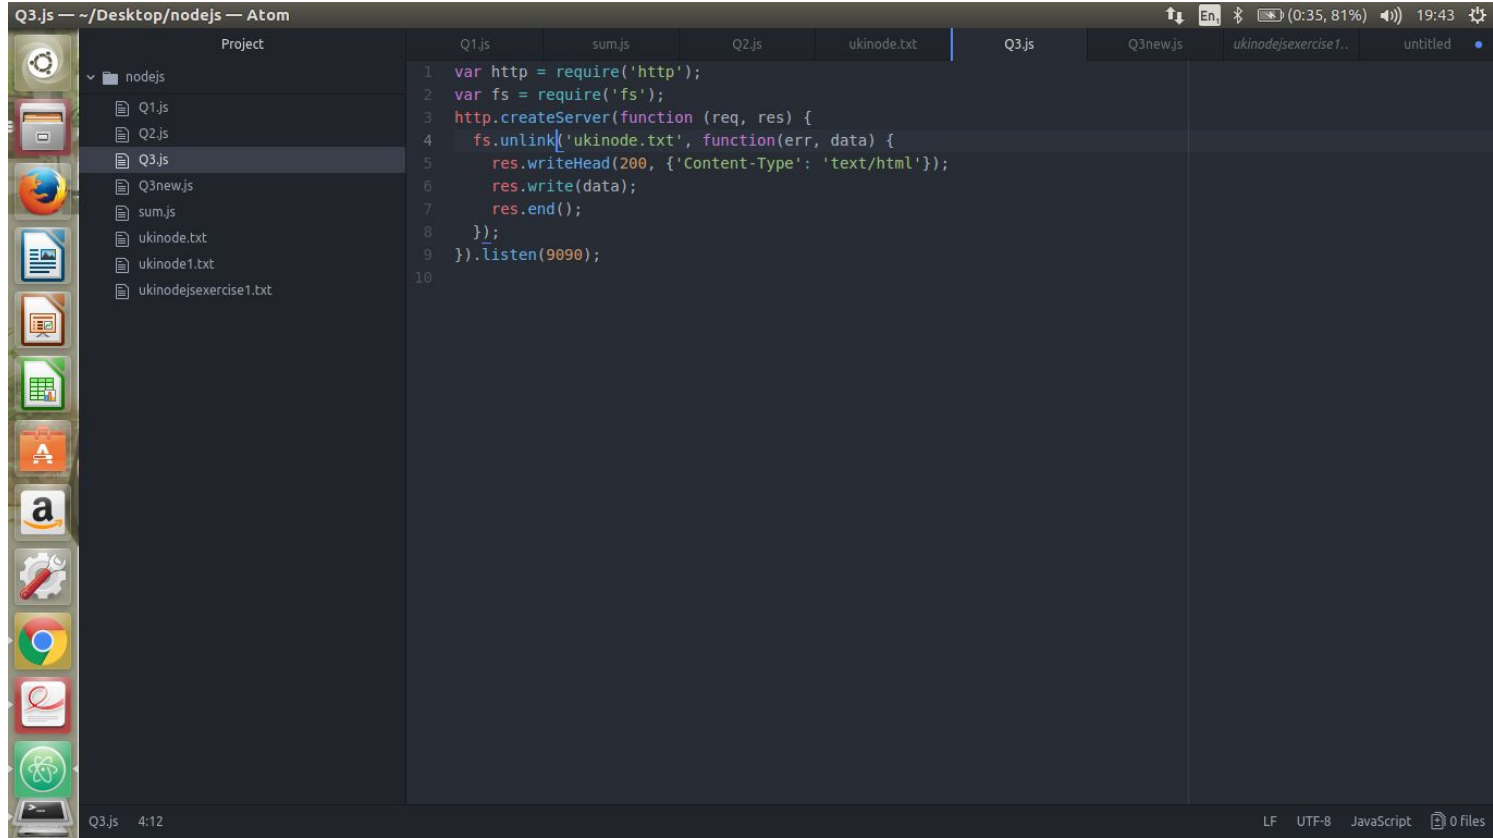 Q3.js — ~/Desktop/nodejs — Atom
En1 (0:35, 81%) 19:43
Project
nodejs
Q1.js
Q2.js
Q3.js
Q3new.js
sum.js
ukinode.txt
ukinode1.txt
ukinodejsexercise1.txt
Q1.js sum.js Q2.js ukinode.txt Q3.js Q3new.js ukinodejsexercise1.. untitled
1 var http = require('http');
2 var fs = require('fs');
3 http.createServer(function (req, res) {
4 fs.unlink('ukinode.txt', function(err, data) {
5 res.writeHead(200, {'Content-Type': 'text/html'});
6 res.write(data);
7 res.end();
8 });
9 }).listen(9090);
10
A
a
>_
Q3.js 4:12
LF UTF-8 JavaScript 0 files